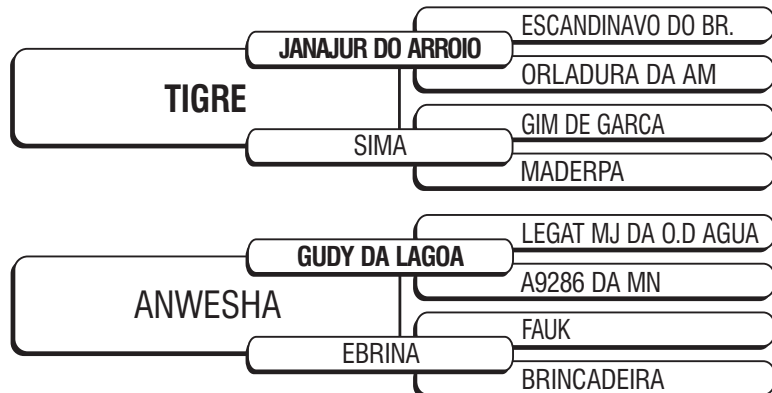 ESCANDINAVO DO BR.
JANAJUR DO ARROIO
ORLADURA DA AM
TIGRE
GIM DE GARCA
SIMA
MADERPA
LEGAT MJ DA O.D AGUA
GUDY DA LAGOA
A9286 DA MN
ANWESHA
FAUK
EBRINA
BRINCADEIRA